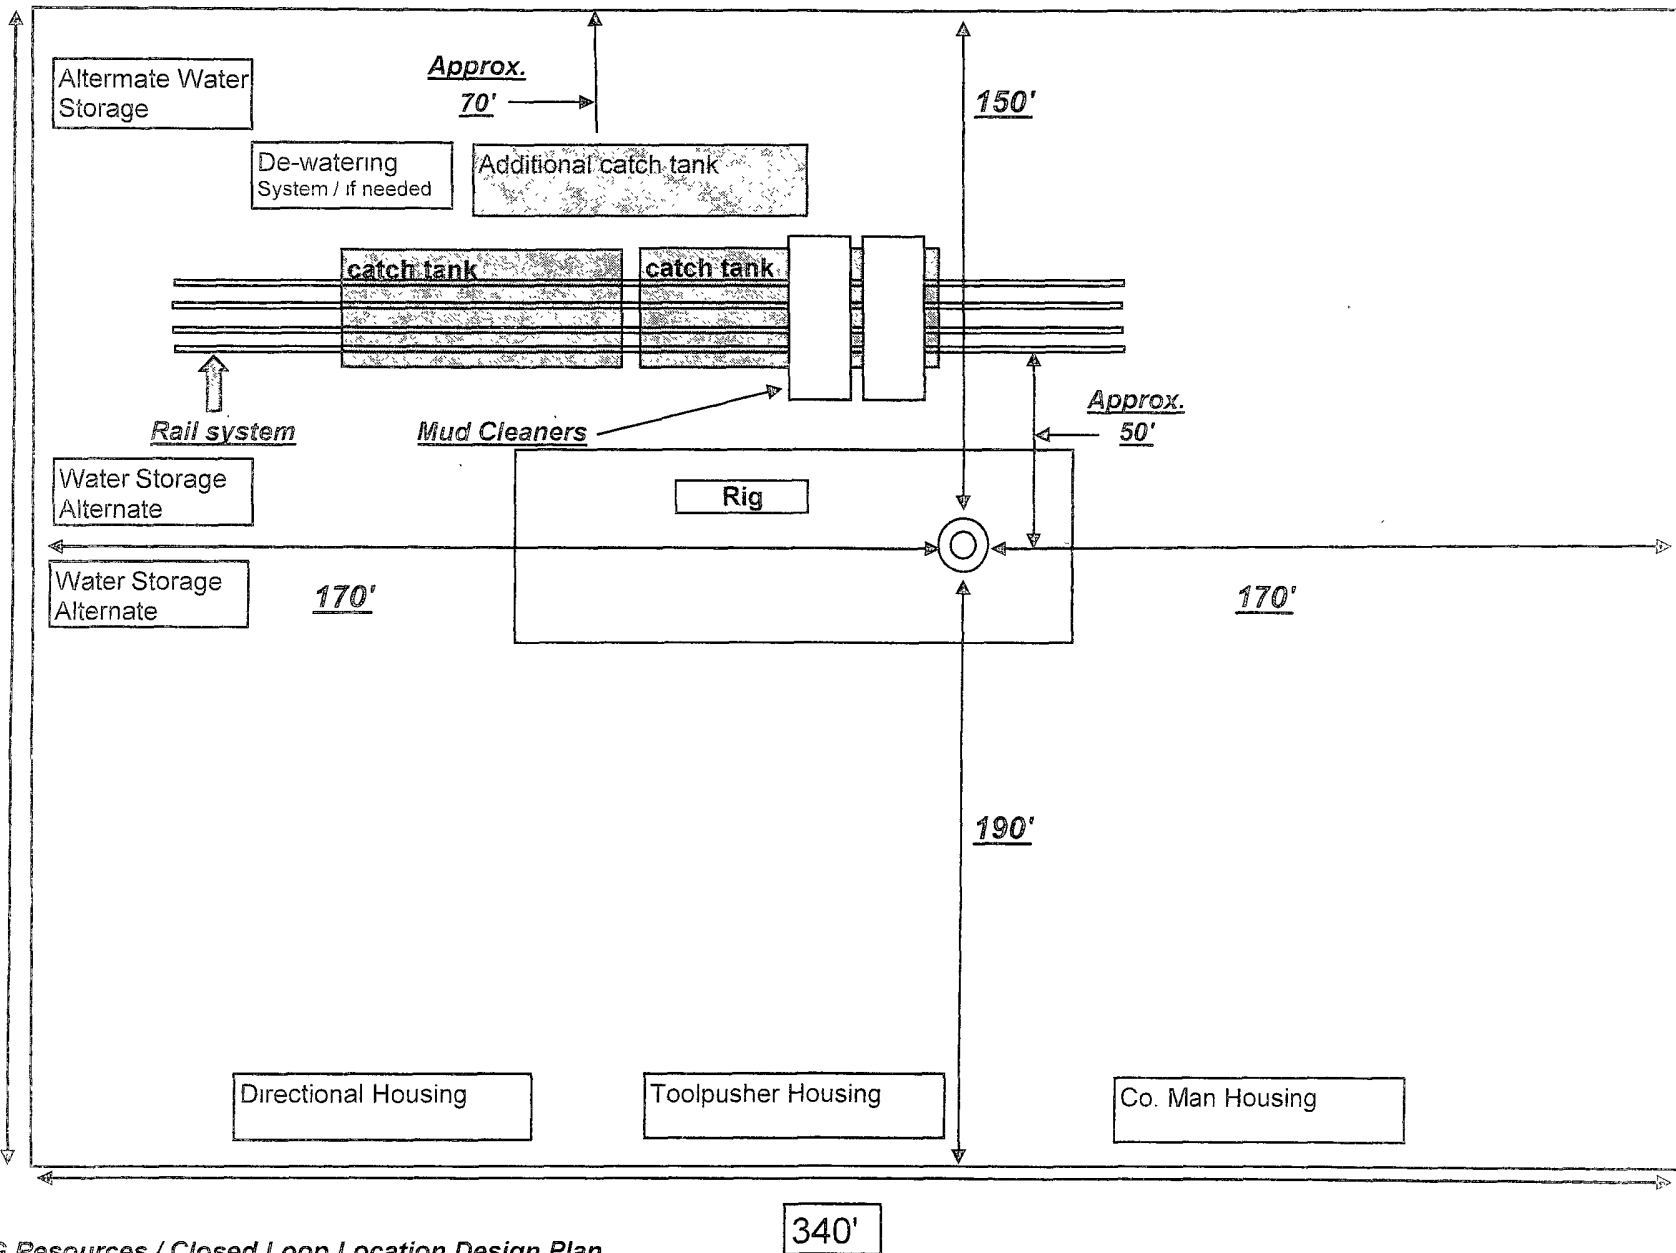 Altermate Water
Storage
Approx.
70'
150'
De-watering
System / if needed
Additional catch tank
catch tank
catch tank
Rail system
Mud Cleaners
Approx.
50'
Water Storage
Alternate
Rig
Water Storage
Alternate
170'
170'
190'
Directional Housing
Toolpusher Housing
Co. Man Housing
340'
Resources / Closed Loop Location Design Plan